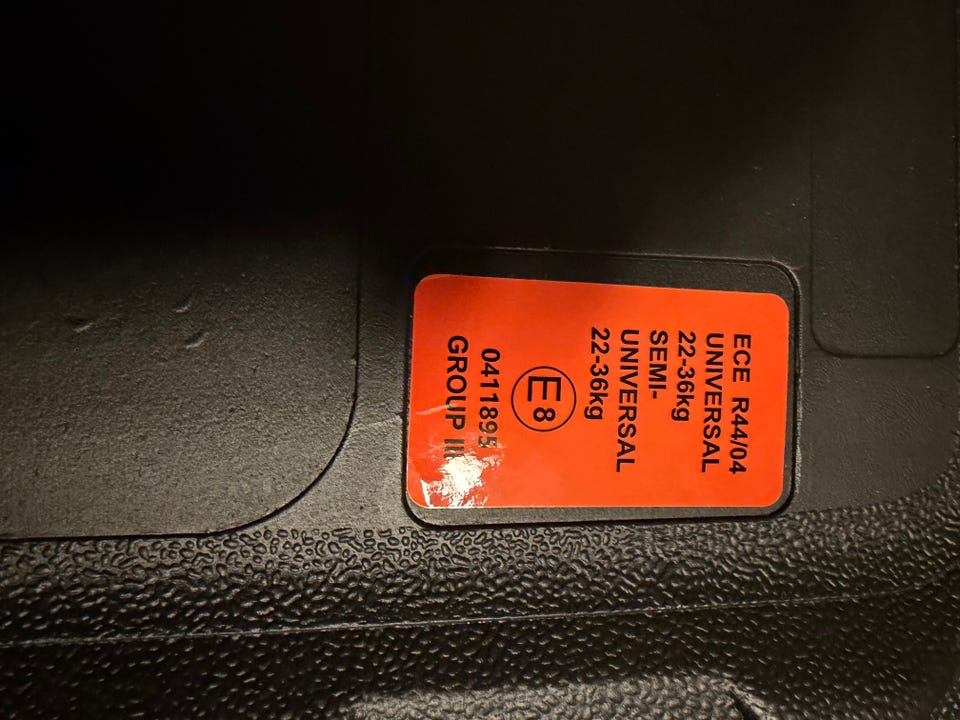 ECE R44/04
UNIVERSAL
22-36kg
SEMI-
UNIVERSAL
22-36kg
E8
0411895
GROUP III